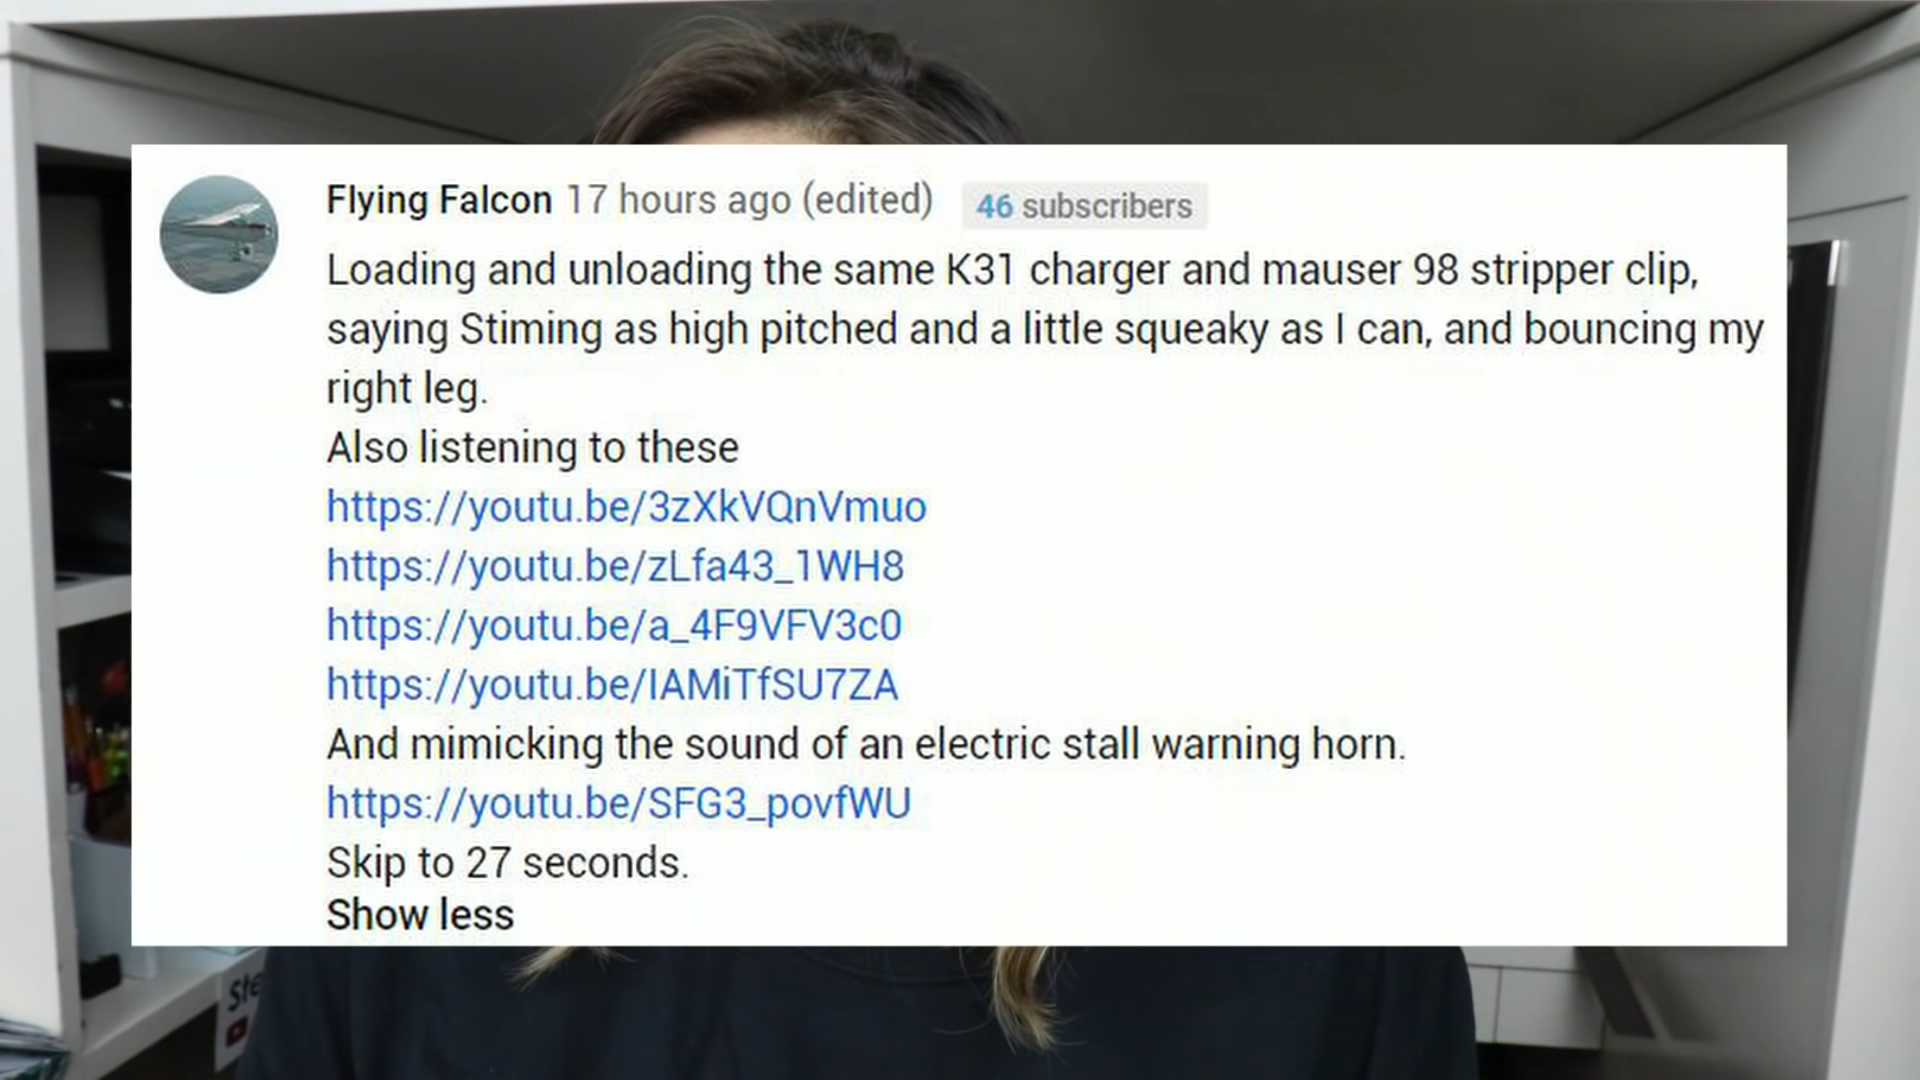 Flying Falcon 17 hours ago (edited) 46 subscribers
Loading and unloading the same K31 charger and mauser 98 stripper clip,
saying Stiming as high pitched and a little squeaky as I can, and bouncing my
right leg.
Also listening to these
https://youtu.be/3zXkVQnVmuo
https://youtu.be/zLfa43_1WH8
https://youtu.be/a_4F9VFV3c0
https://youtu.be/IAMiTfSU7ZA
And mimicking the sound of an electric stall warning horn.
https://youtu.be/SFG3_povfWU
Skip to 27 seconds.
Show less
Ste